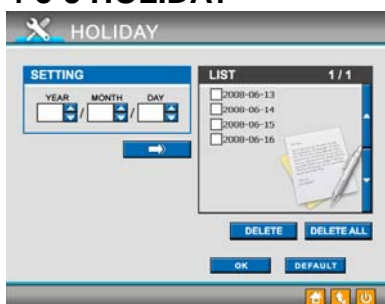 HOLIDAY
SETTING
YEAR MONTH DAY
/ /
LIST 1/1
2008-06-13
2008-06-14
2008-06-15
2008-06-16
DELETE DELETE ALL
OK DEFAULT